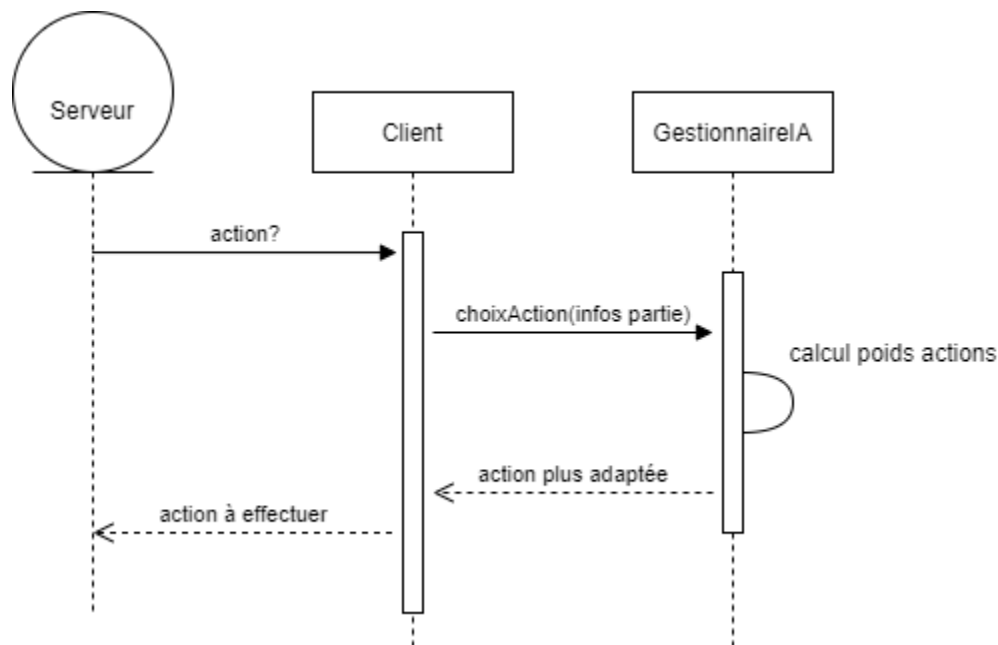 Serveur
Client
GestionnaireIA
action?
choixAction(infos partie)
calcul poids actions
action plus adaptée
action à effectuer